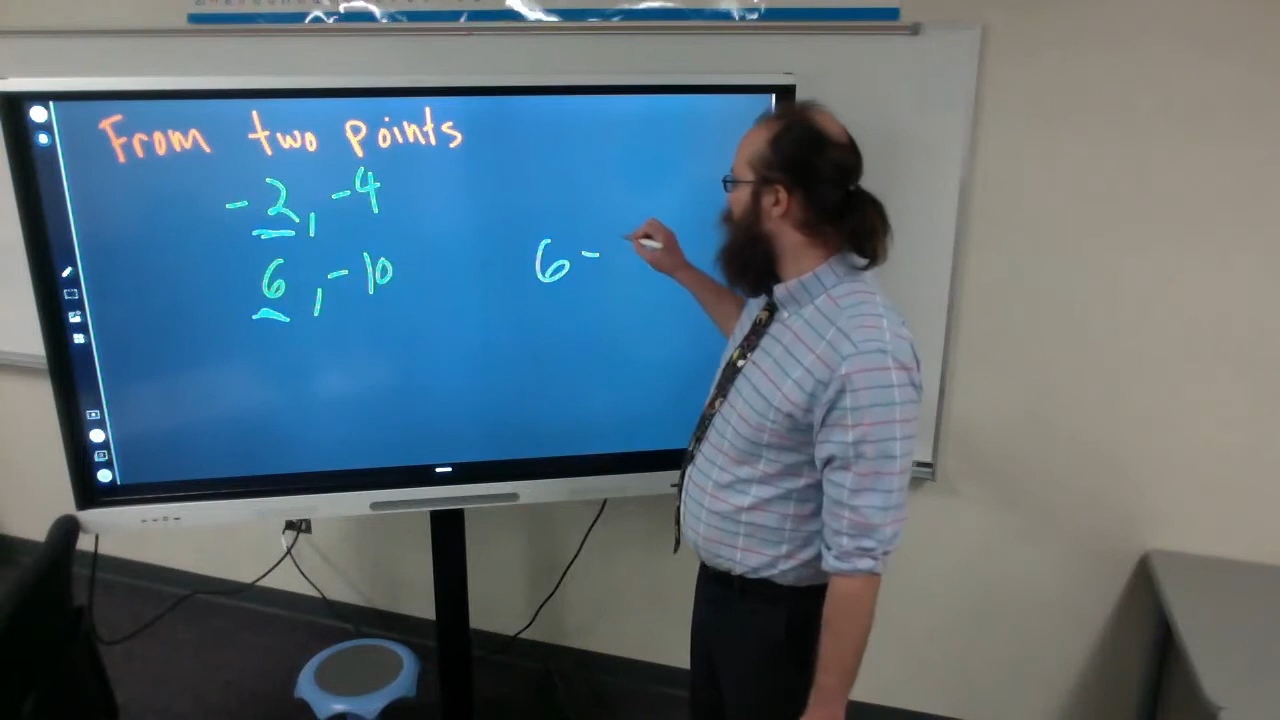 From two points
-2, -4
6, -10
6 -